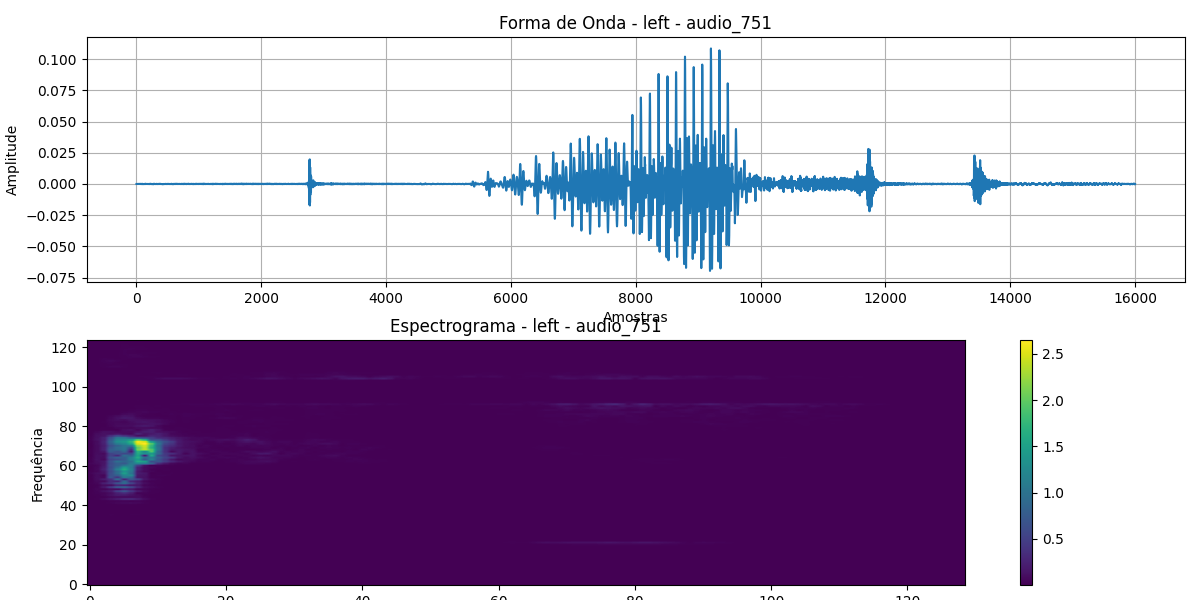 Forma de Onda - left - audio_751
Amplitude
0.100
0.075
0.050
0.025
0.000
−0.025
−0.050
−0.075
0 2000 4000 6000 8000 10000 12000 14000 16000
Amostras
Espectrograma - left - audio_751
Frequência
120
100
80
60
40
20
0
2.5
2.0
1.5
1.0
0.5
0 20 40 60 80 100 120